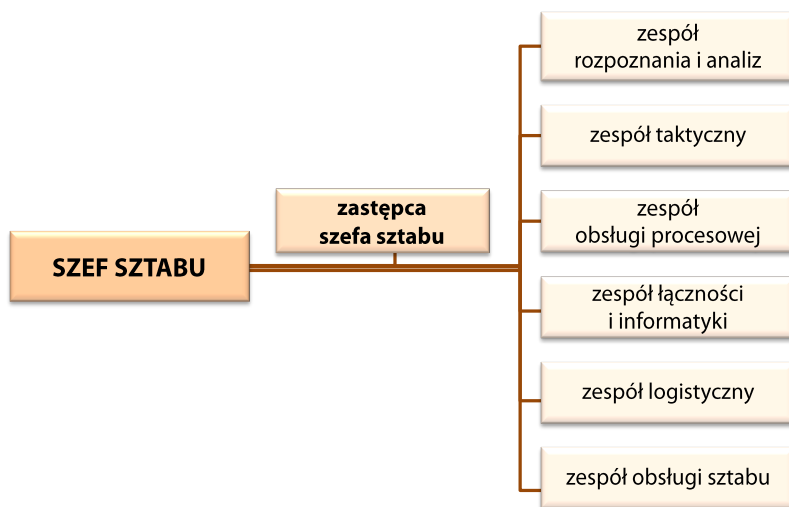 SZEF SZTABU
zastępca
szefa sztabu
zespół
rozpoznania i analiz
zespół taktyczny
zespół
obsługi procesowej
zespół łączności
i informatyki
zespół logistyczny
zespół obsługi sztabu